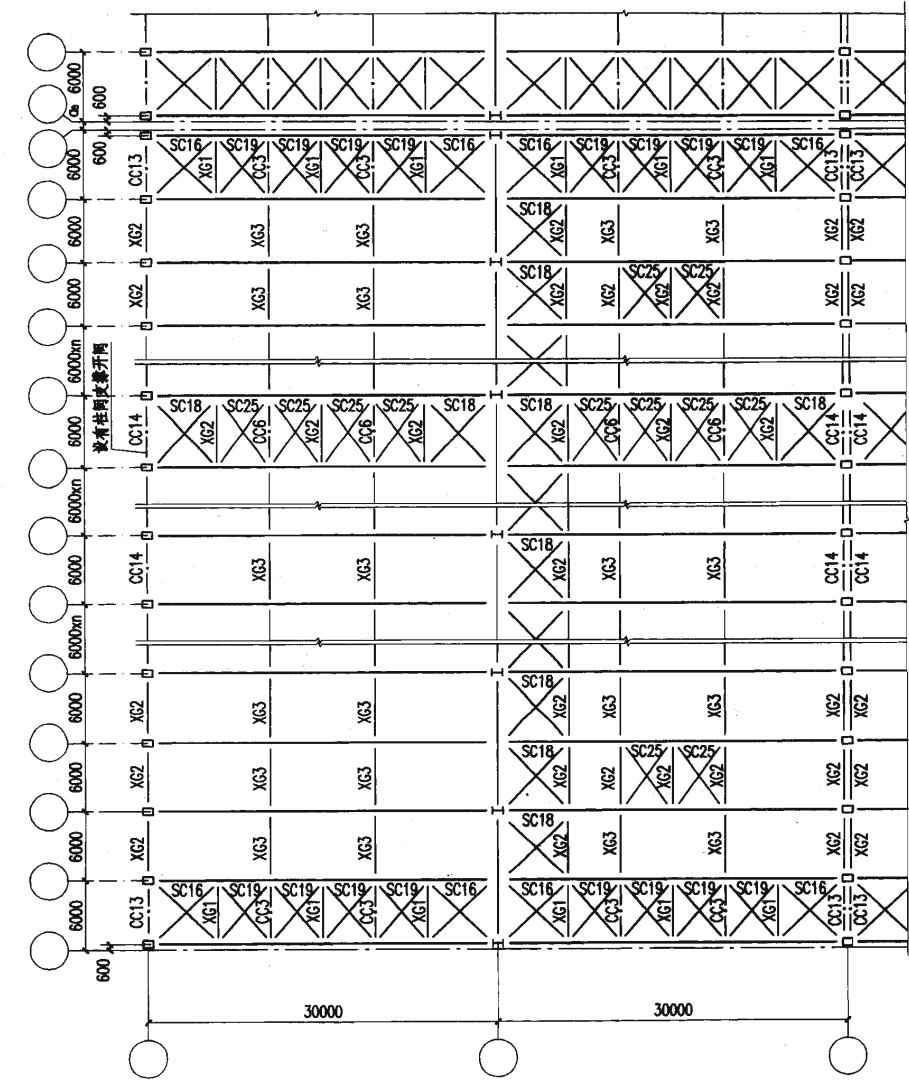 6000
600
a
600
6000
CC13
SC16 SC19 SC19 SC19 SC19 SC16 SC16 SC19 SC19 SC19 SC19 SC16
XG1 CC3 XG1 CC3 XG1 XG1 CC3 XG1 CC3 XG1 CC13 CC13
6000
XG2 XG3 XG3
SC18
XG2 XG3 XG3 XG2 XG2
6000
XG2 XG3 XG3
SC18 SC25 SC25
XG2 XG2 XG2 XG2 XG2 XG2
6000xn
设有柱间支撑开间
6000
CC14
SC18 SC25 SC25 SC25 SC25 SC18 SC18 SC25 SC25 SC25 SC25 SC18
XG2 CC6 XG2 CC6 XG2 XG2 CC6 XG2 CC6 XG2 CC14 CC14
6000xn
6000
CC14 XG3 XG3
SC18
XG2 XG3 XG3 CC14 CC14
6000xn
6000
XG2 XG3 XG3
SC18
XG2 XG3 XG3 XG2 XG2
6000
XG2 XG3 XG3
SC18 SC25 SC25
XG2 XG2 XG2 XG2 XG2 XG2
6000
XG2 XG3 XG3
SC18
XG2 XG3 XG3 XG2 XG2
6000
CC13
SC16 SC19 SC19 SC19 SC19 SC16 SC16 SC19 SC19 SC19 SC19 SC16
XG1 CC3 XG1 CC3 XG1 XG1 CC3 XG1 CC3 XG1 CC13 CC13
600
30000 30000